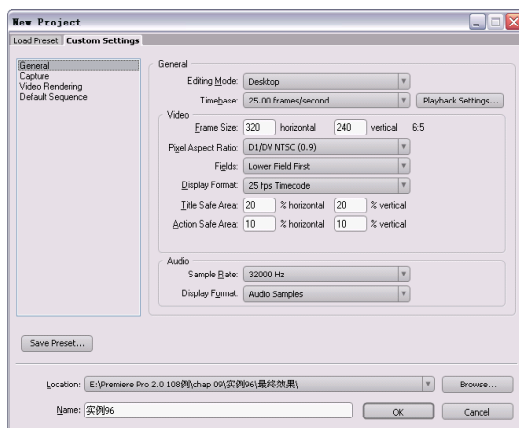 New Project
Load Preset Custom Settings
General
Capture
Video Rendering
Default Sequence
General
Editing Mode: Desktop
Timebase: 25.00 frames/second Playback Settings...
Video
Frame Size: 320 horizontal 240 vertical 6:5
Pixel Aspect Ratio: D1/DV NTSC (0.9)
Fields: Lower Field First
Display Format: 25 fps Timecode
Title Safe Area: 20 % horizontal 20 % vertical
Action Safe Area: 10 % horizontal 10 % vertical
Audio
Sample Rate: 32000 Hz
Display Format: Audio Samples
Save Preset...
Location: E:\Premiere Pro 2.0 108例\chap 09\实例96\最终效果\ Browse...
Name: 实例96 OK Cancel